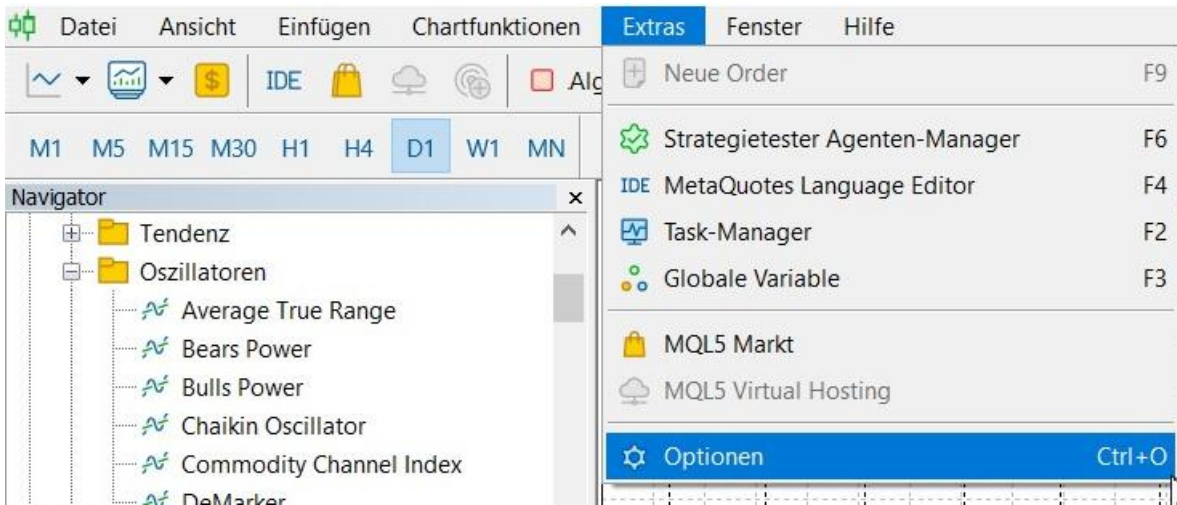 Datei Ansicht Einfügen Chartfunktionen Extras Fenster Hilfe
$ IDE
M1 M5 M15 M30 H1 H4 D1 W1 MN
Navigator
Tendenz
Oszillatoren
Average True Range
Bears Power
Bulls Power
Chaikin Oscillator
Commodity Channel Index
DeMarker
Neue Order F9
Strategietester Agenten-Manager F6
IDE MetaQuotes Language Editor F4
Task-Manager F2
Globale Variable F3
MQL5 Markt
MQL5 Virtual Hosting
Optionen Ctrl+O